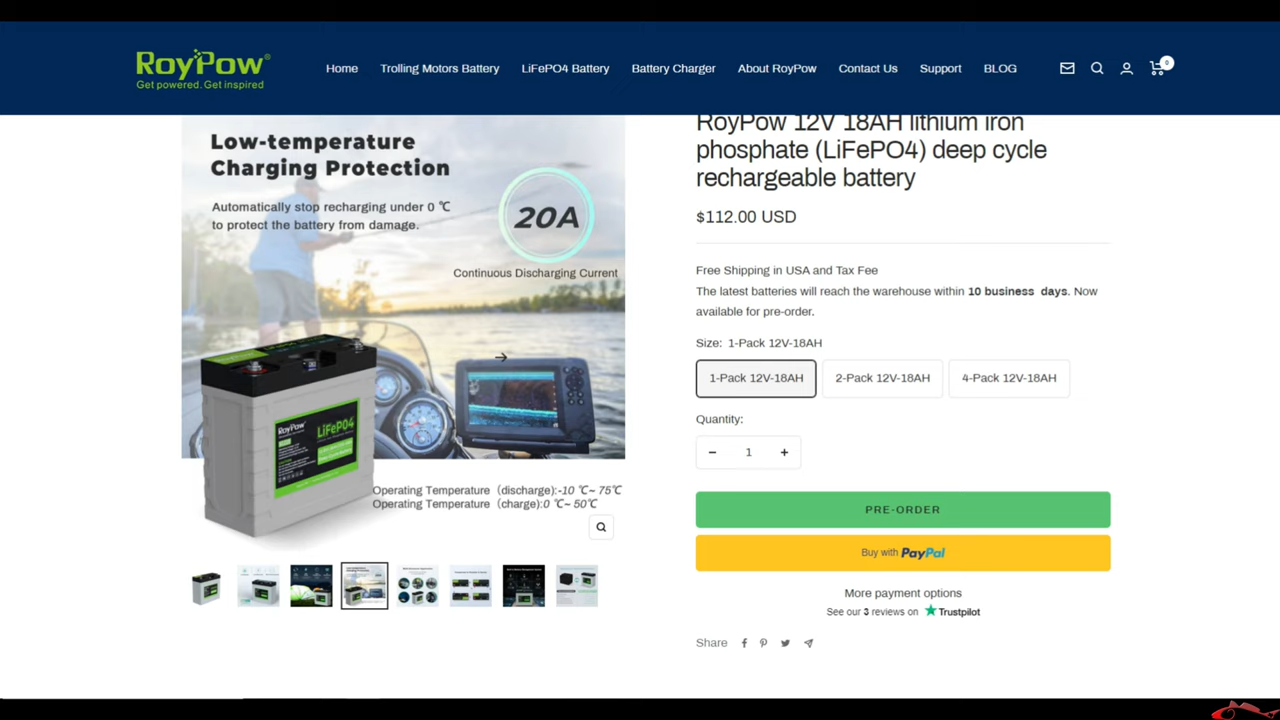 RoyPow®
Get powered. Get inspired
Home
Trolling Motors Battery
LiFePO4 Battery
Battery Charger
About RoyPow
Contact Us
Support
BLOG
0
Low-temperature
Charging Protection
Automatically stop recharging under 0 ℃
to protect the battery from damage.
20A
Continuous Discharging Current
RoyPow
LiFePO4
Operating Temperature（discharge):-10 ℃~ 75℃
Operating Temperature（charge):0 ℃~ 50℃
RoyPow 12V 18AH lithium iron
phosphate (LiFePO4) deep cycle
rechargeable battery
$112.00 USD
Free Shipping in USA and Tax Fee
The latest batteries will reach the warehouse within 10 business days. Now
available for pre-order.
Size: 1-Pack 12V-18AH
1-Pack 12V-18AH
2-Pack 12V-18AH
4-Pack 12V-18AH
Quantity:
− 1 +
PRE-ORDER
Buy with PayPal
More payment options
See our 3 reviews on Trustpilot
Share